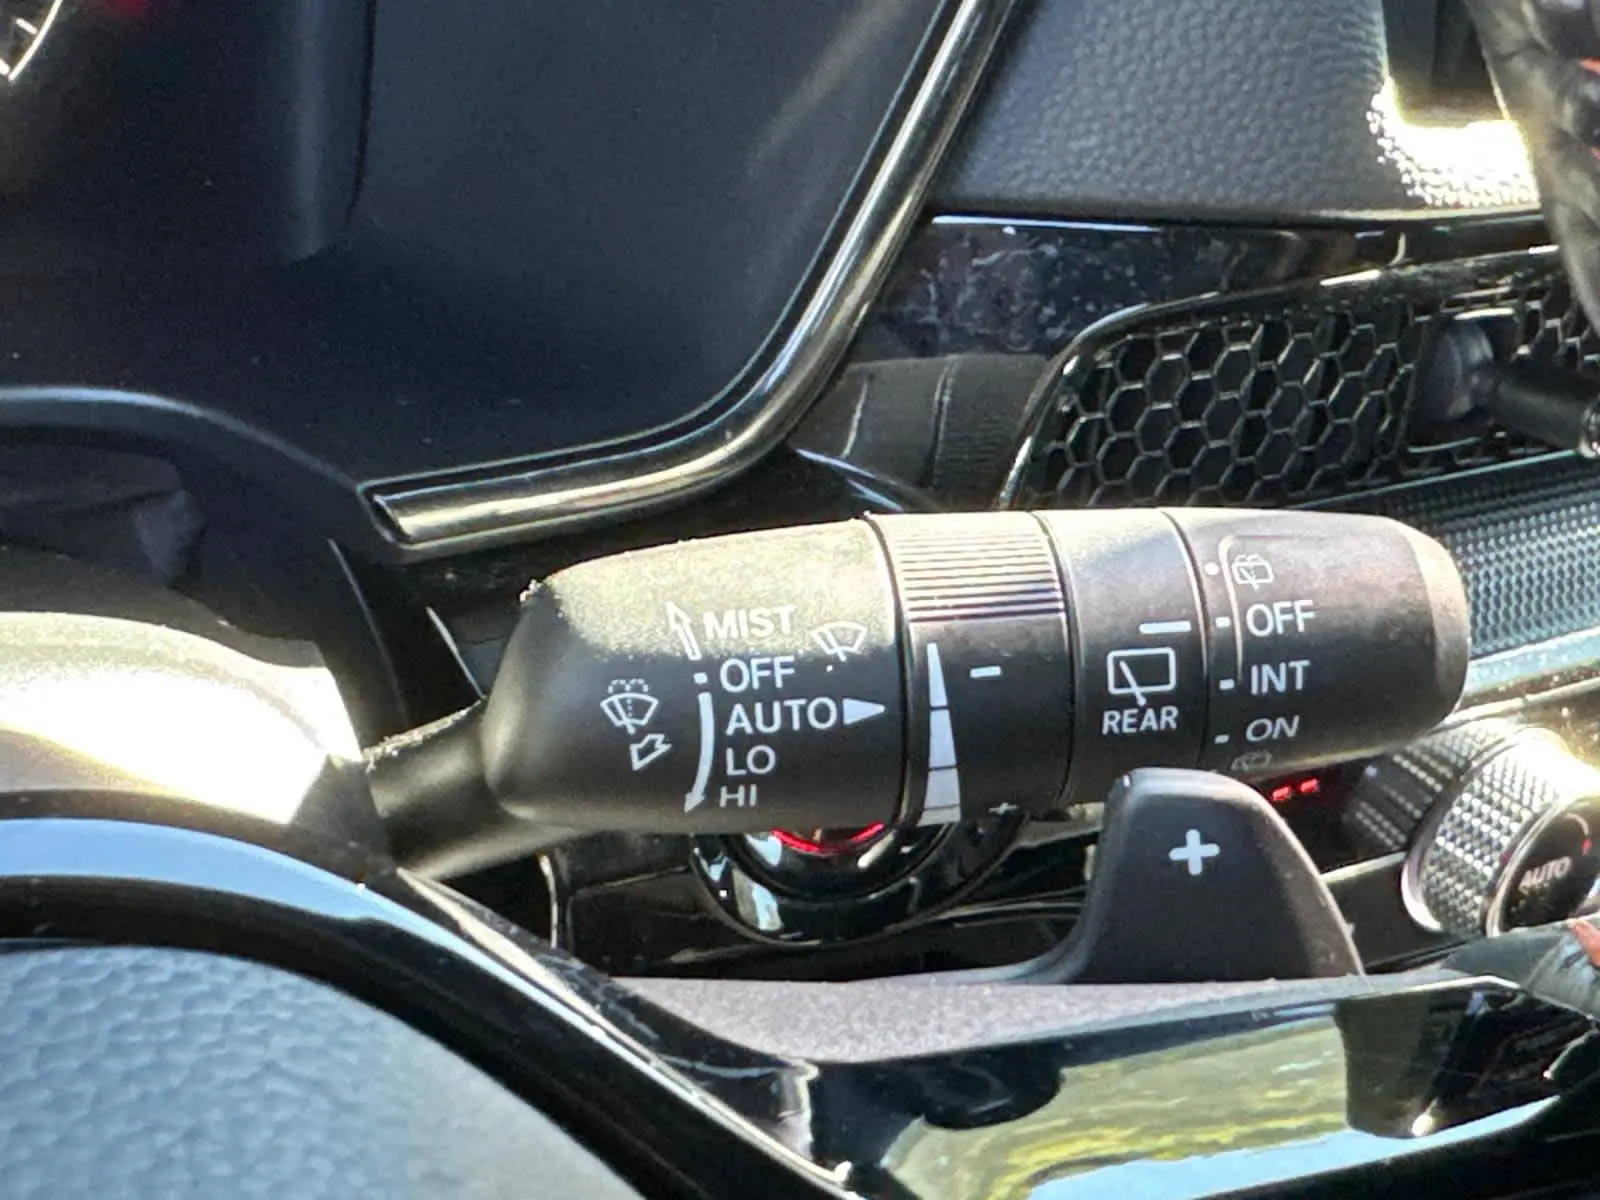 MIST
OFF
AUTO
LO
HI
-
+
REAR
OFF
INT
ON
+
AUTO